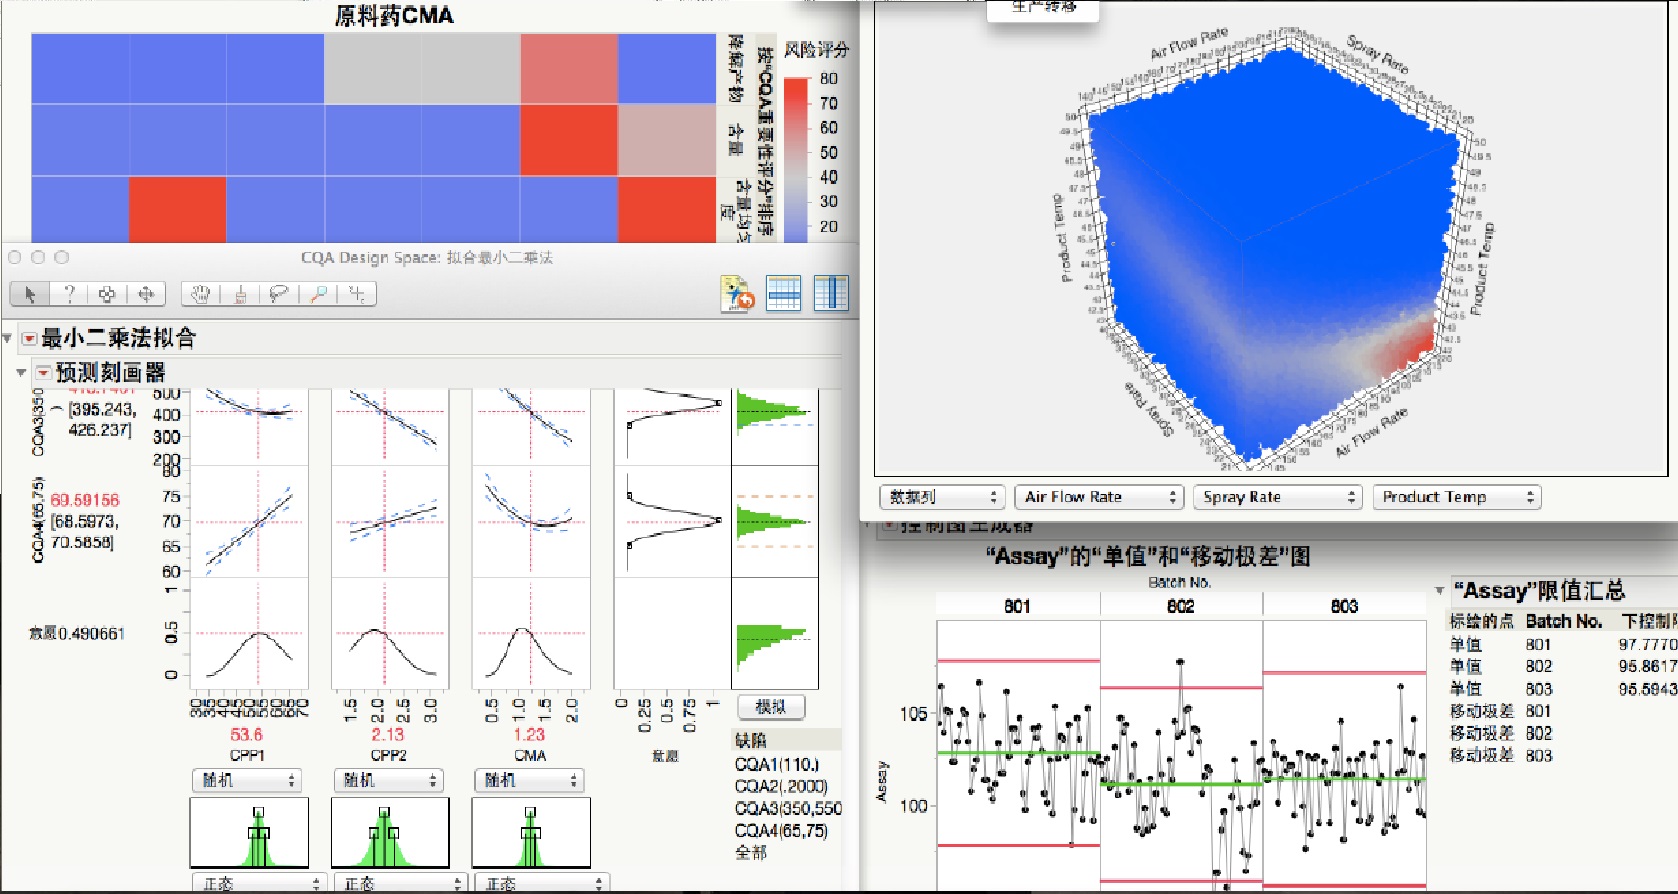 原料药CMA
降解产物
含量
含量均匀度
按“CQA重要性评分”排序
风险评分
80
70
60
50
40
30
20
CQA Design Space: 拟合最小二乘法
最小二乘法拟合
预测刻画器
CQA3(350
[395.243,
426.237]
500
400
300
200
CQA4(65,75)
69.59156
[68.5973,
70.5858]
80
75
70
65
60
意愿
0.490661
1
0.5
0
30 35 40 45 50 55 60 65 70
1.5 2.0 2.5 3.0
0.5 1.0 1.5 2.0
0 0.25 0.5 0.75 1
53.6
2.13
1.23
CPP1
CPP2
CMA
意愿
随机
随机
随机
正态
正态
正态
模拟
缺陷
CQA1(110.)
CQA2(.2000)
CQA3(350,550
CQA4(65,75)
全部
生产转移
Air Flow Rate
Spray Rate
Product Temp
Product Temp
Spray Rate
Air Flow Rate
数据列
Air Flow Rate
Spray Rate
Product Temp
控制图生成器
“Assay”的“单值”和“移动极差”图
Batch No.
801
802
803
Assay
105
100
“Assay”限值汇总
标绘的点 Batch No. 下控制限
单值 801 97.7770
单值 802 95.8617
单值 803 95.5943
移动极差 801
移动极差 802
移动极差 803